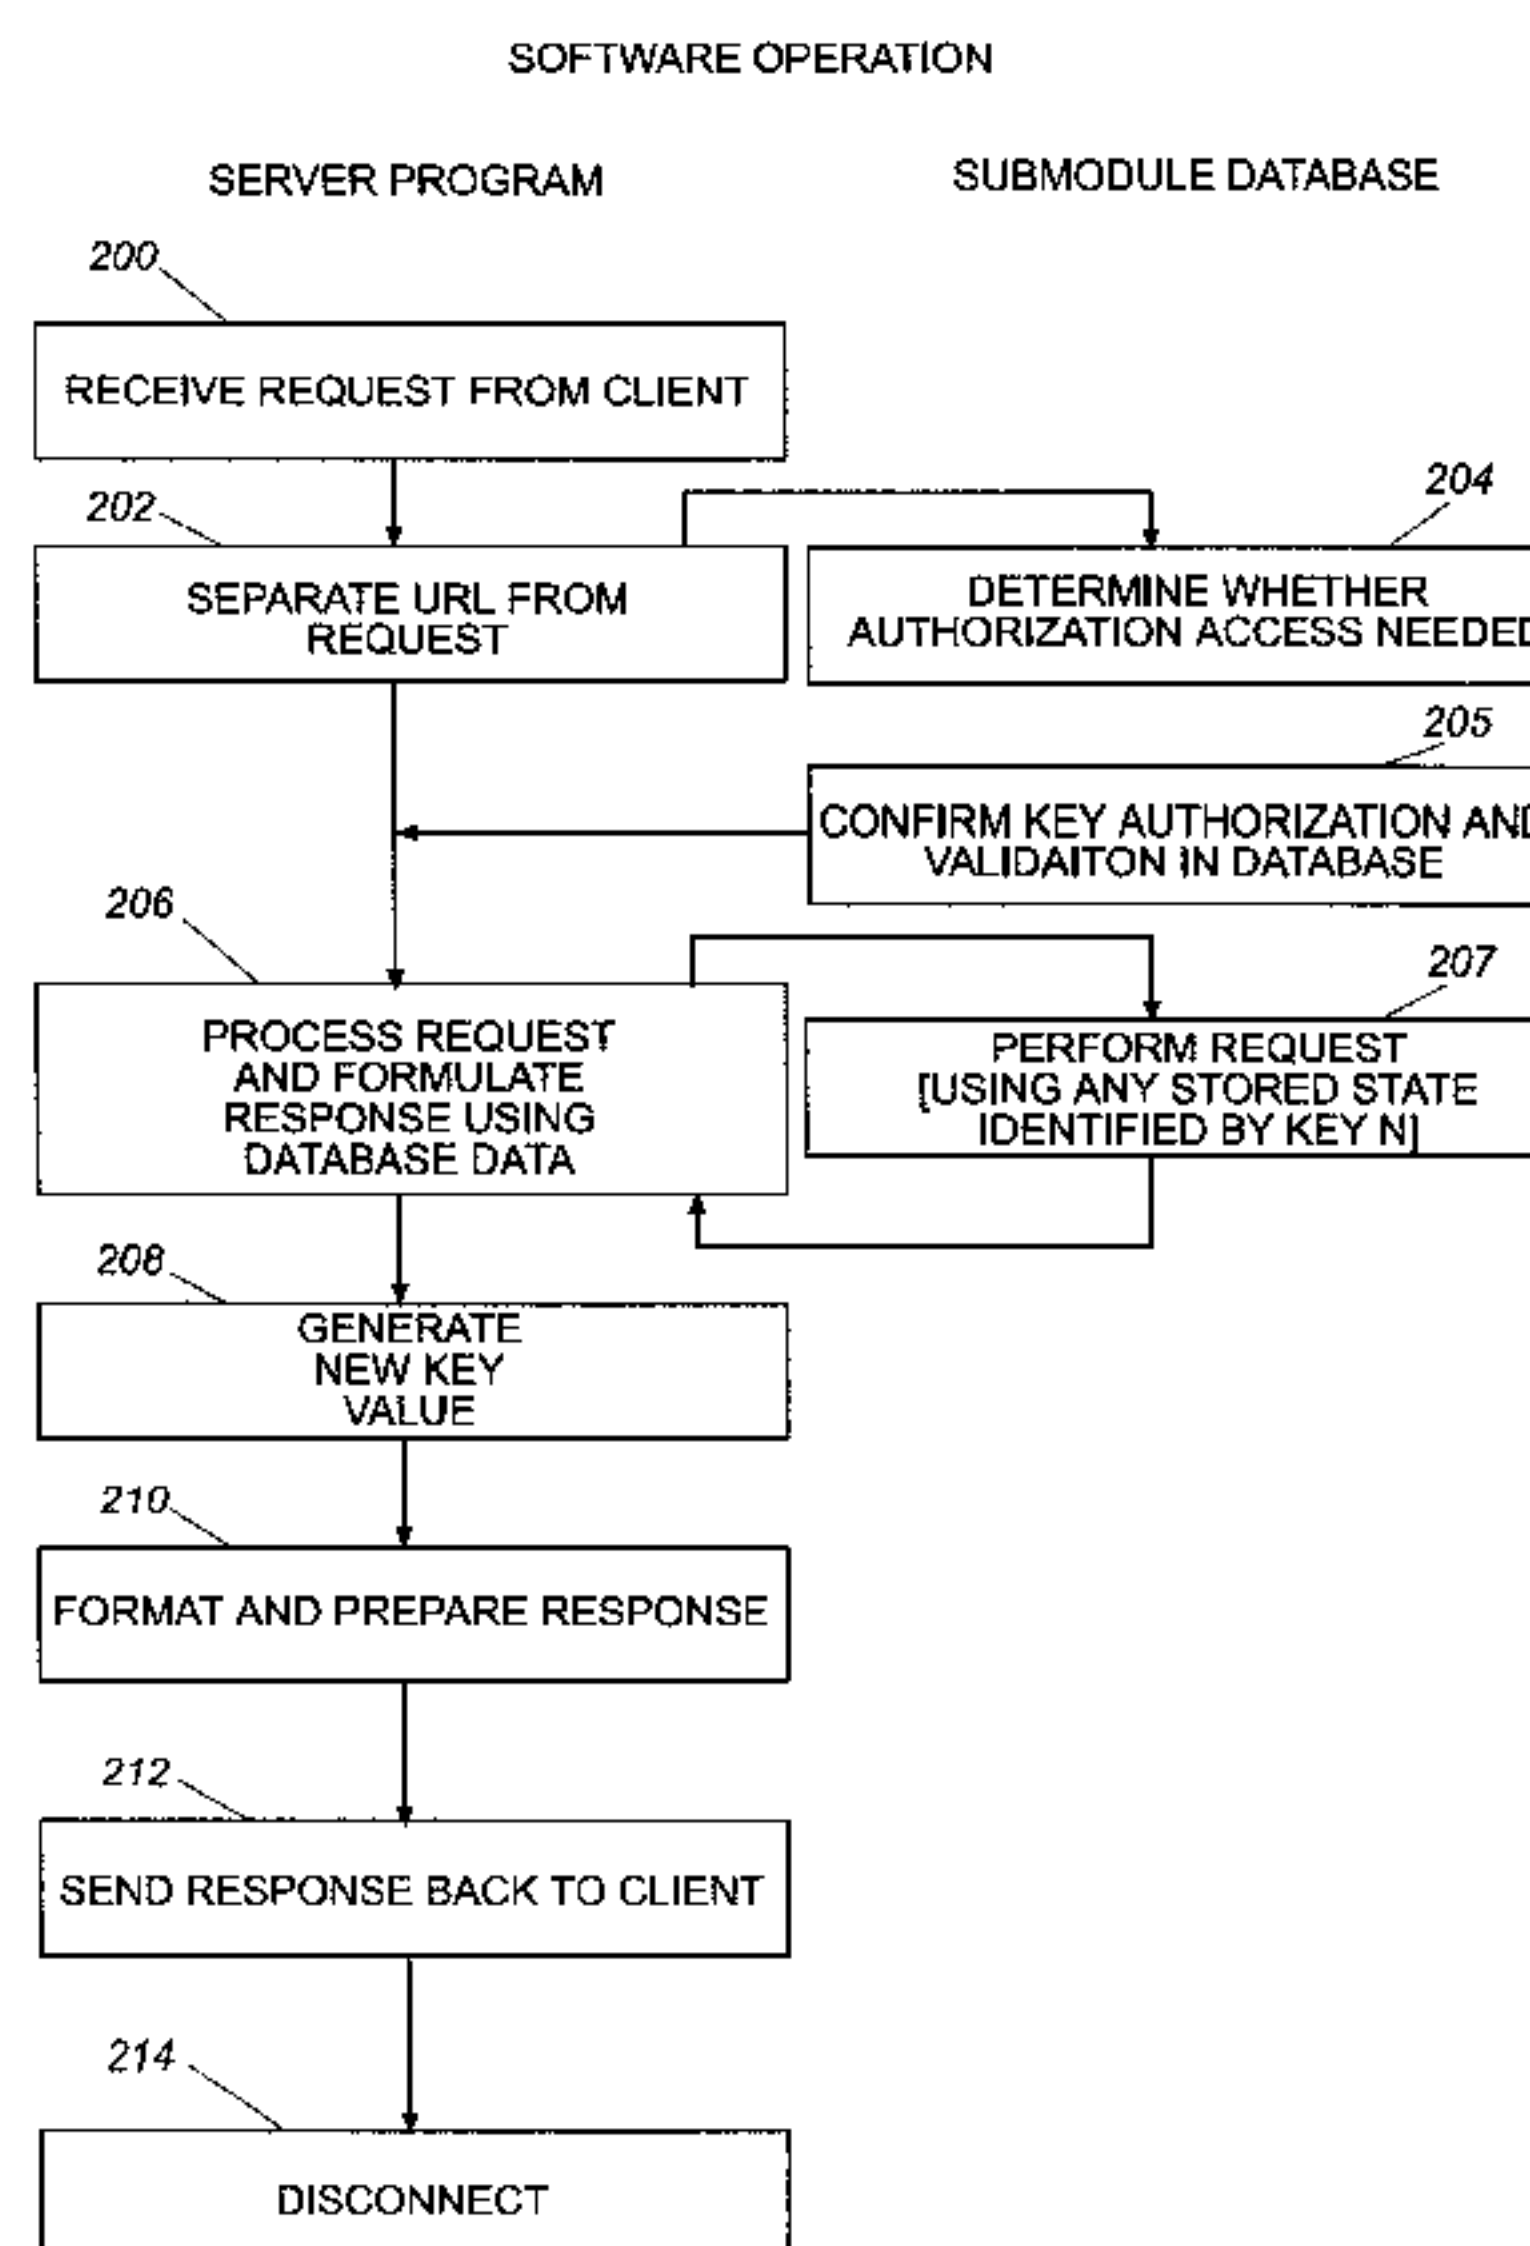 SOFTWARE OPERATION
SERVER PROGRAM
SUBMODULE DATABASE
200
RECEIVE REQUEST FROM CLIENT
202
SEPARATE URL FROM
REQUEST
204
DETERMINE WHETHER
AUTHORIZATION ACCESS NEEDED
205
CONFIRM KEY AUTHORIZATION AND
VALIDAITON IN DATABASE
206
PROCESS REQUEST
AND FORMULATE
RESPONSE USING
DATABASE DATA
207
PERFORM REQUEST
[USING ANY STORED STATE
IDENTIFIED BY KEY N]
208
GENERATE
NEW KEY
VALUE
210
FORMAT AND PREPARE RESPONSE
212
SEND RESPONSE BACK TO CLIENT
214
DISCONNECT